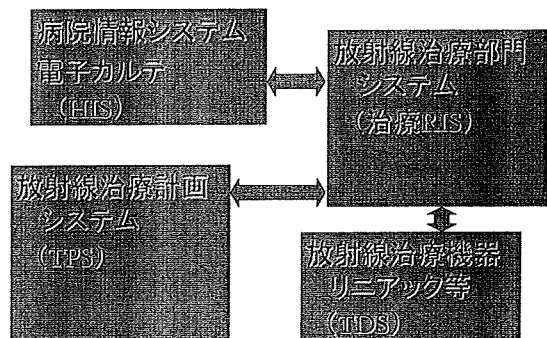 病院情報システム
電子カルテ
(HIS)
放射線治療部門
システム
(治療RIS)
放射線治療計画
システム
(TPS)
放射線治療機器
リニアック等
(TDS)